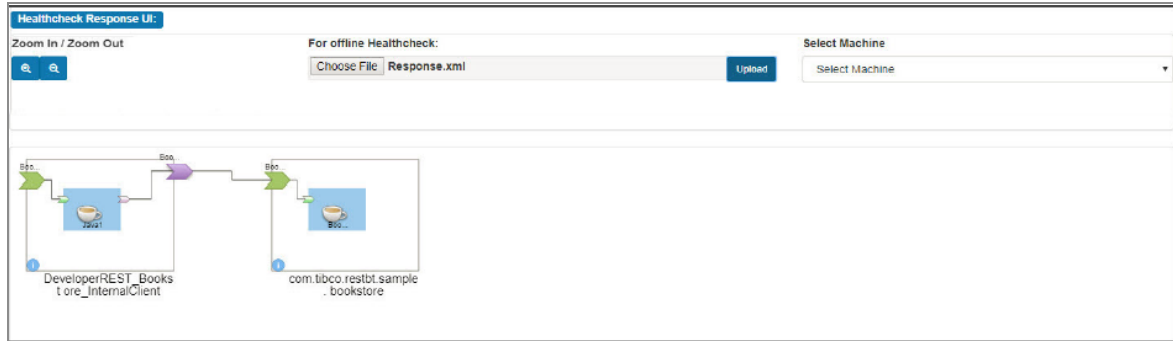 Healthcheck Response UI:
Zoom In / Zoom Out
For offline Healthcheck:
Select Machine
Choose File Response.xml
Upload
Select Machine
Boo...
Boo...
Boo...
Java1
Boo...
DeveloperREST_Books
t ore_InternalClient
com.tibco.restbt.sample
. bookstore